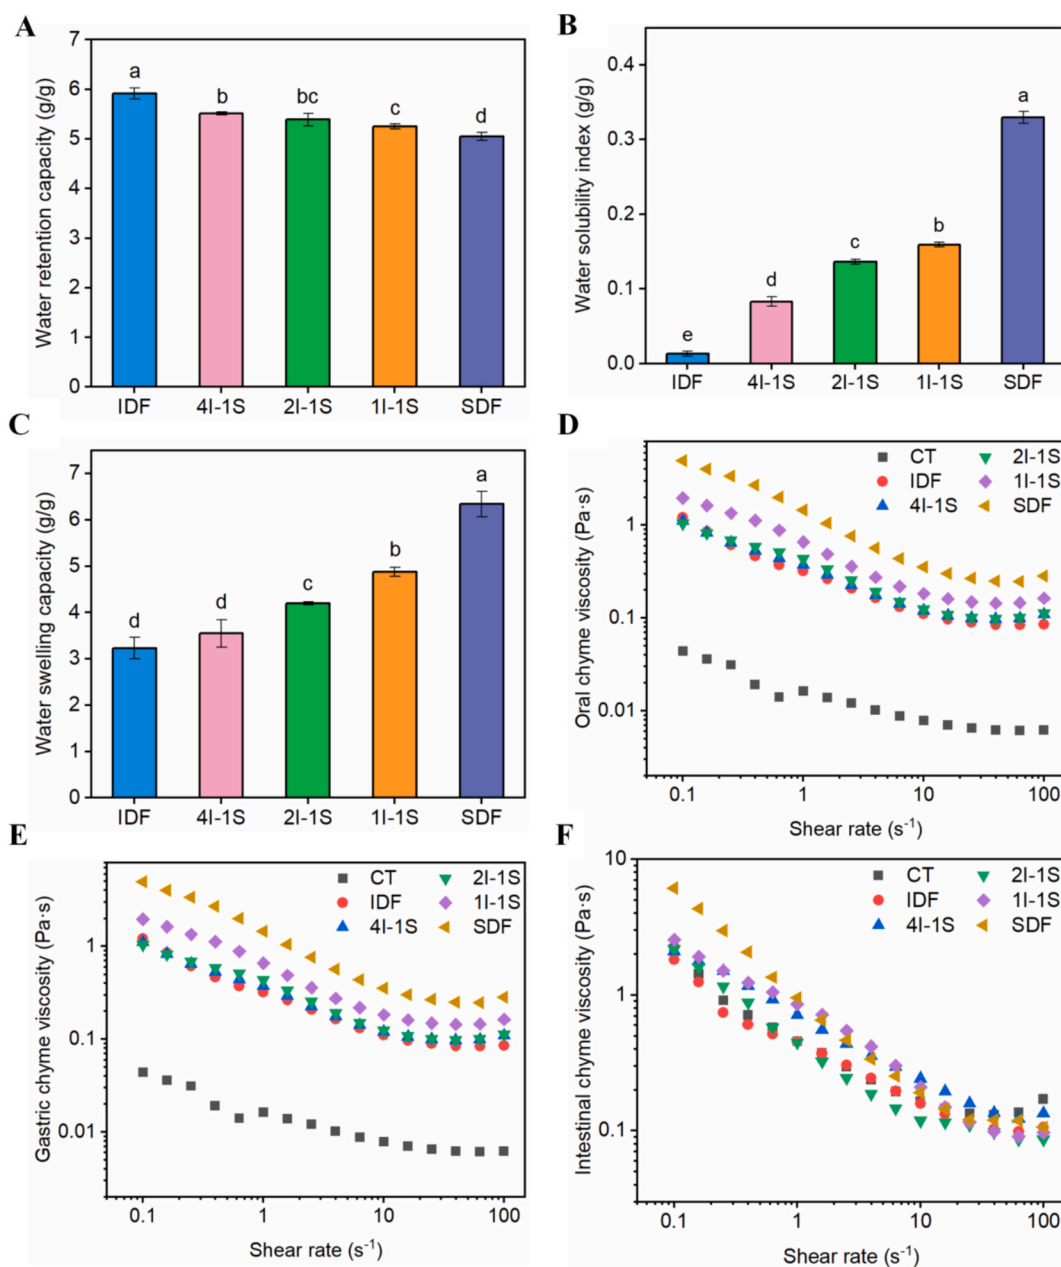 A
Water retention capacity (g/g)
7
6
5
4
3
2
1
0
a
b
bc
c
d
IDF 4I-1S 2I-1S 1I-1S SDF
B
Water solubility index (g/g)
0.4
0.3
0.2
0.1
0.0
e
d
c
b
a
IDF 4I-1S 2I-1S 1I-1S SDF
C
Water swelling capacity (g/g)
7
6
5
4
3
2
1
0
d
d
c
b
a
IDF 4I-1S 2I-1S 1I-1S SDF
D
Oral chyme viscosity (Pa·s)
1
0.1
0.01
CT 2I-1S
IDF 1I-1S
4I-1S SDF
0.1 1 10 100
Shear rate (s⁻¹)
E
Gastric chyme viscosity (Pa·s)
1
0.1
0.01
CT 2I-1S
IDF 1I-1S
4I-1S SDF
0.1 1 10 100
Shear rate (s⁻¹)
F
Intestinal chyme viscosity (Pa·s)
10
1
0.1
CT 2I-1S
IDF 1I-1S
4I-1S SDF
0.1 1 10 100
Shear rate (s⁻¹)